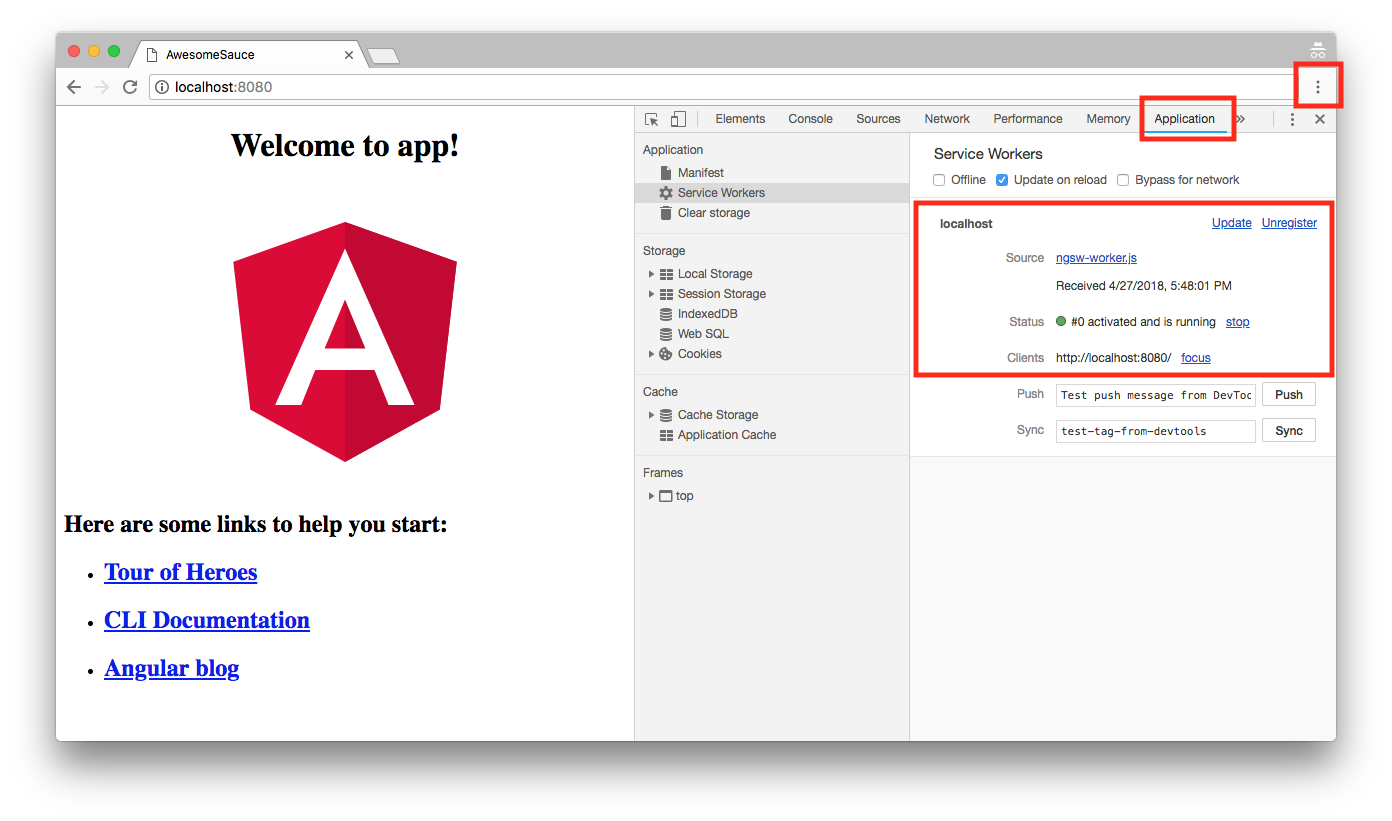 AwesomeSauce
localhost:8080
Welcome to app!
Here are some links to help you start:
Tour of Heroes
CLI Documentation
Angular blog
Elements Console Sources Network Performance Memory Application »
Application
Manifest
Service Workers
Clear storage
Storage
Local Storage
Session Storage
IndexedDB
Web SQL
Cookies
Cache
Cache Storage
Application Cache
Frames
top
Service Workers
Offline Update on reload Bypass for network
localhost Update Unregister
Source ngsw-worker.js
Received 4/27/2018, 5:48:01 PM
Status #0 activated and is running stop
Clients http://localhost:8080/ focus
Push Test push message from DevToo Push
Sync test-tag-from-devtools Sync